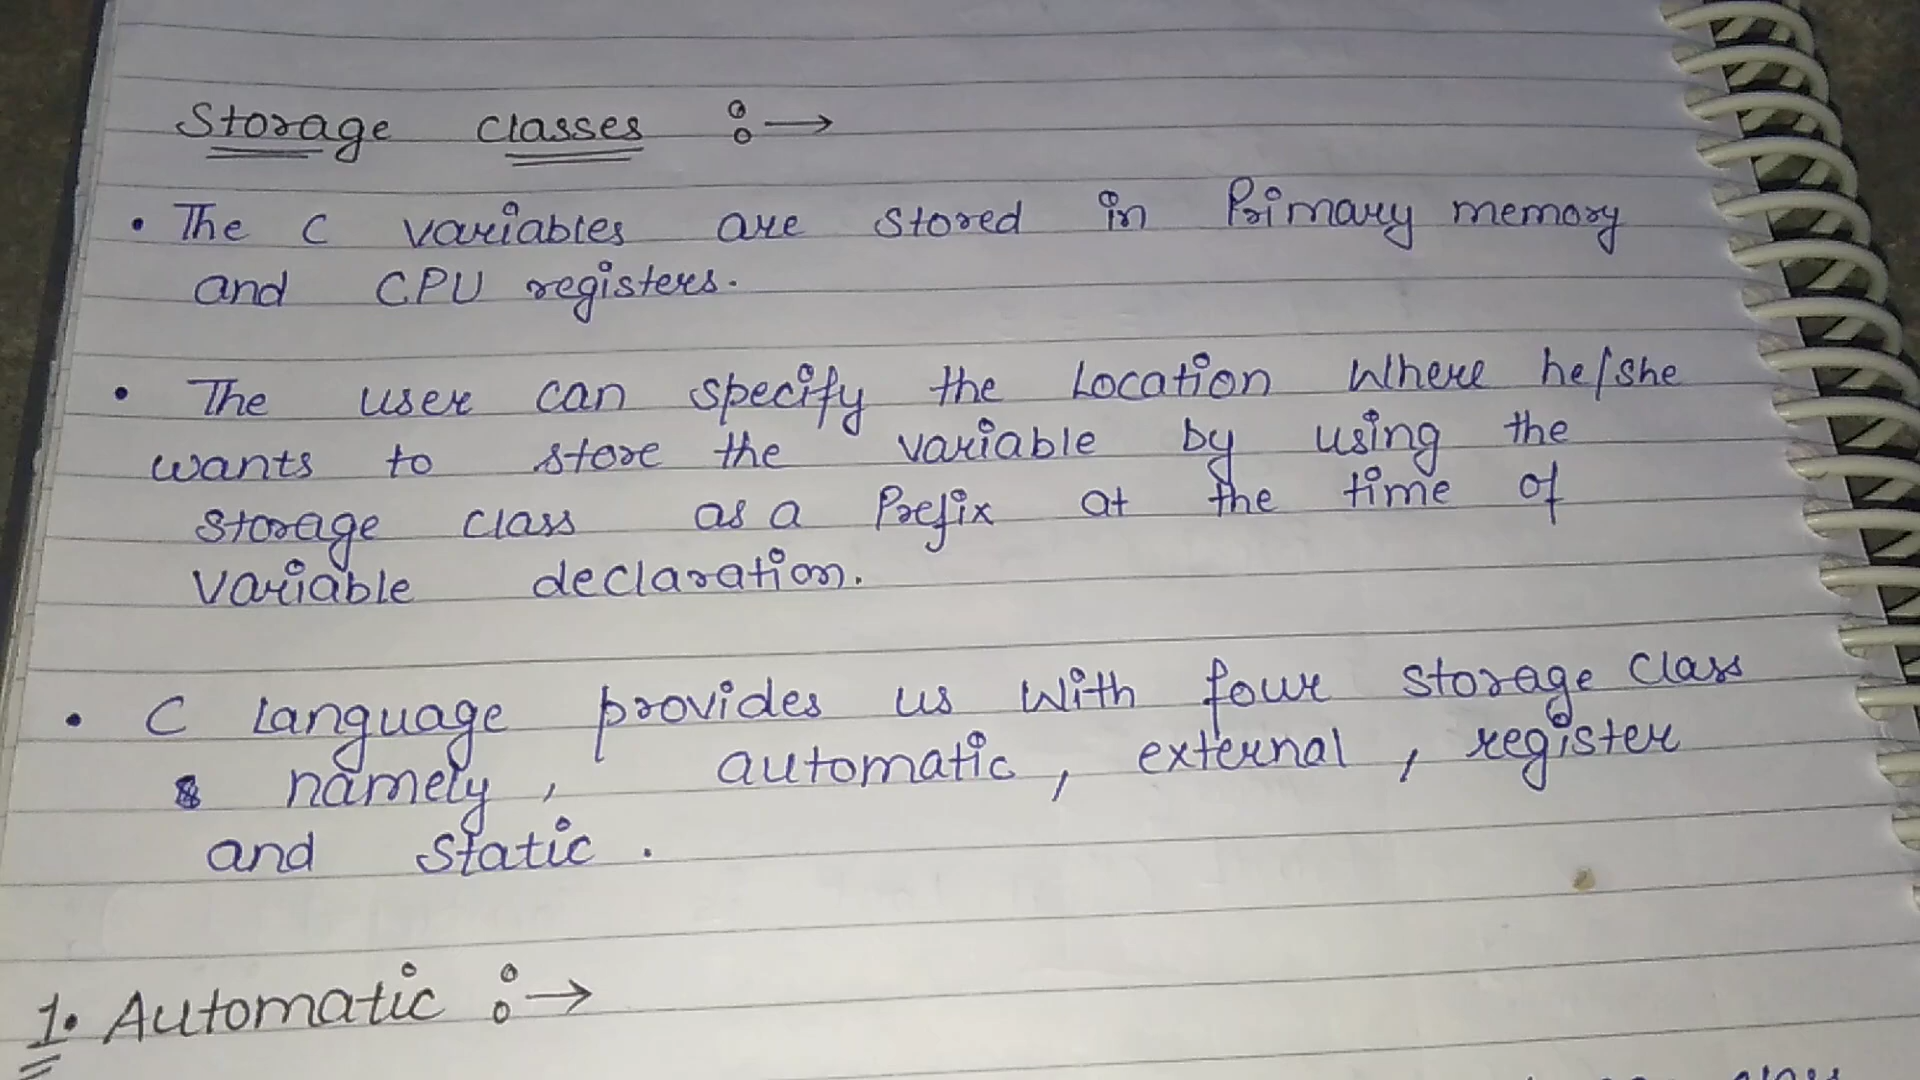 Storage classes :→
• The C variables are stored in Primary memory
and CPU registers.
• The user can specify the Location Where he/she
wants to store the variable by using the
storage class as a Prefix at the time of
variable declaration.
• C Language provides us With four storage Class
namely, automatic, external, register
and static.
1. Automatic :→
class